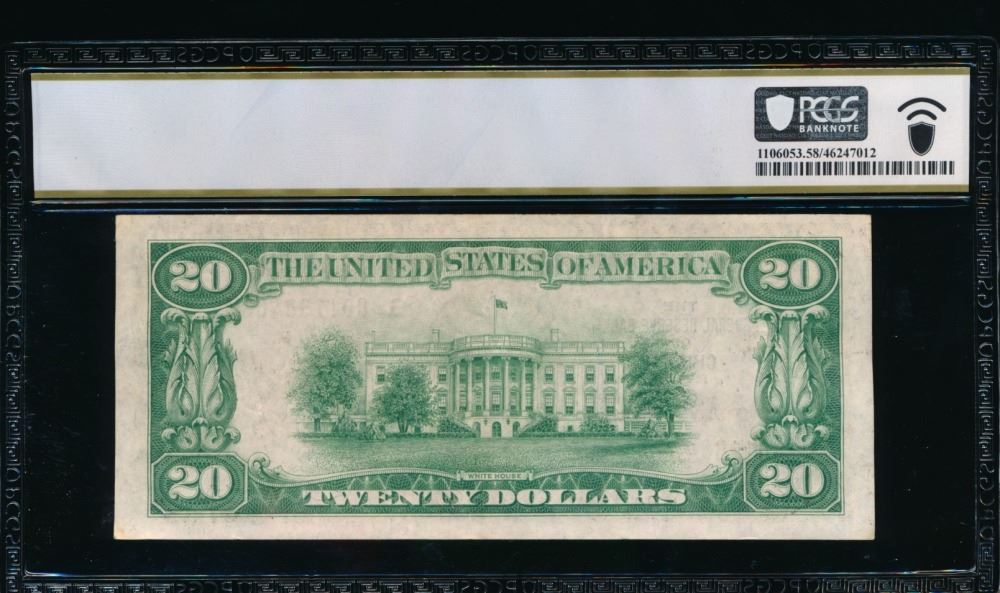 PCGS
BANKNOTE
1106053.58/46247012
20 THE UNITED STATES OF AMERICA 20
WHITE HOUSE
20 TWENTY DOLLARS 20